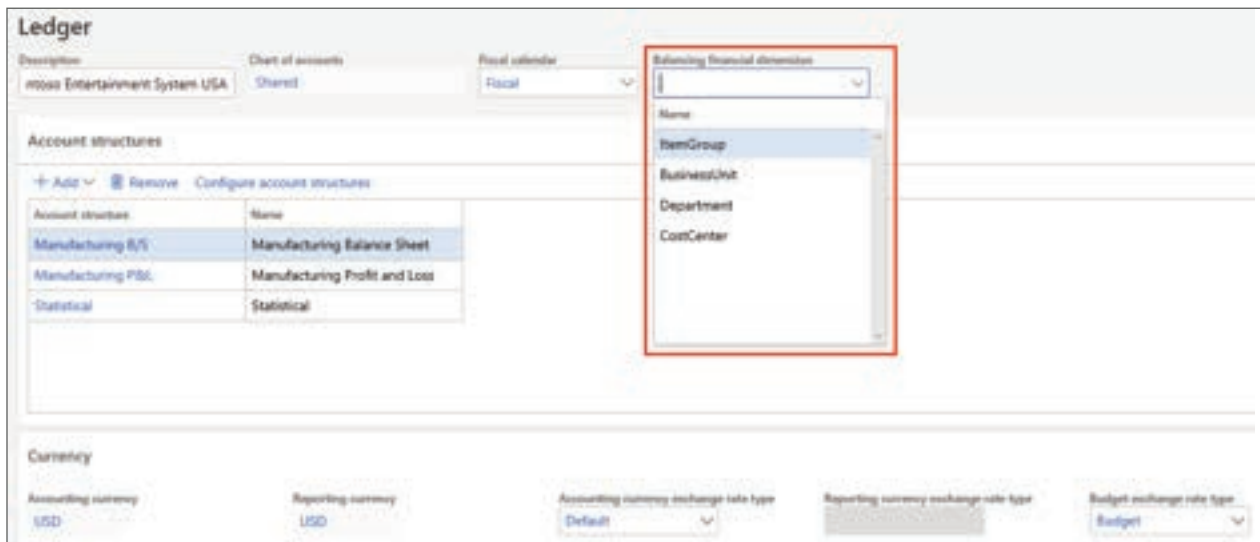 Ledger
Description Chart of accounts Fiscal calendar Balancing financial dimension
ntoso Entertainment System USA Shared Fiscal
Name
ItemGroup
BusinessUnit
Department
CostCenter
Account structures
+ Add Remove Configure account structures
Account structure Name
Manufacturing B/S Manufacturing Balance Sheet
Manufacturing P&L Manufacturing Profit and Loss
Statistical Statistical
Currency
Accounting currency Reporting currency Accounting currency exchange rate type Reporting currency exchange rate type Budget exchange rate type
USD USD Default Budget